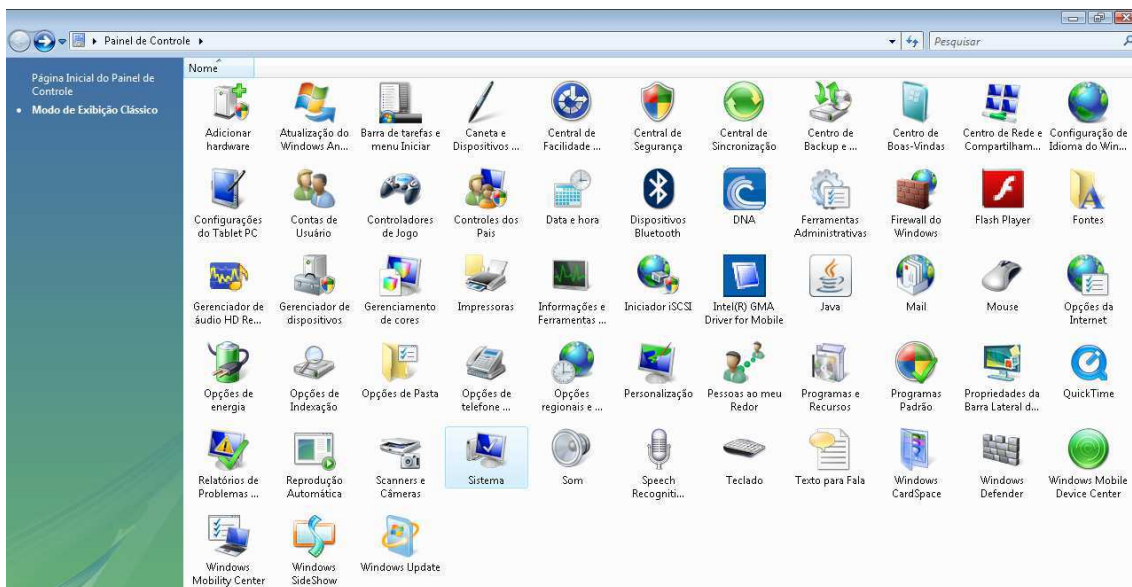 Painel de Controle
Pesquisar
Página Inicial do Painel de
Controle
Modo de Exibição Clássico
Nome
Adicionar
hardware
Atualização do
Windows An...
Barra de tarefas e
menu Iniciar
Caneta e
Dispositivos ...
Central de
Facilidade ...
Central de
Segurança
Central de
Sincronização
Centro de
Backup e ...
Centro de
Boas-Vindas
Centro de Rede e
Compartilham...
Configuração de
Idioma do Win...
Configurações
do Tablet PC
Contas de
Usuário
Controladores
de Jogo
Controles dos
Pais
Data e hora
Dispositivos
Bluetooth
DNA
Ferramentas
Administrativas
Firewall do
Windows
Flash Player
Fontes
Gerenciador de
áudio HD Re...
Gerenciador de
dispositivos
Gerenciamento
de cores
Impressoras
Informações e
Ferramentas ...
Iniciador iSCSI
Intel(R) GMA
Driver for Mobile
Java
Mail
Mouse
Opções da
Internet
Opções de
energia
Opções de
Indexação
Opções de Pasta
Opções de
telefone ...
Opções
regionais e ...
Personalização
Pessoas ao meu
Redor
Programas e
Recursos
Programas
Padrão
Propriedades da
Barra Lateral d...
QuickTime
Relatórios de
Problemas ...
Reprodução
Automática
Scanners e
Câmeras
Sistema
Som
Speech
Recogniti...
Teclado
Texto para Fala
Windows
CardSpace
Windows
Defender
Windows Mobile
Device Center
Windows
Mobility Center
Windows
SideShow
Windows Update